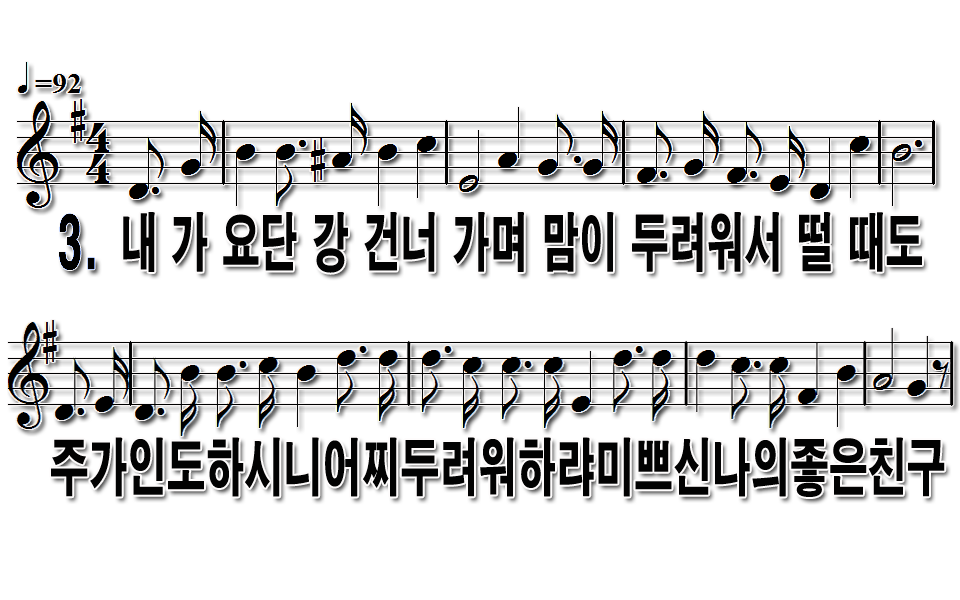 ♩=92
3. 내 가 요단 강 건너 가며 맘이 두려워서 떨 때도
주가인도하시니어찌두려워하랴미쁘신나의좋은친구